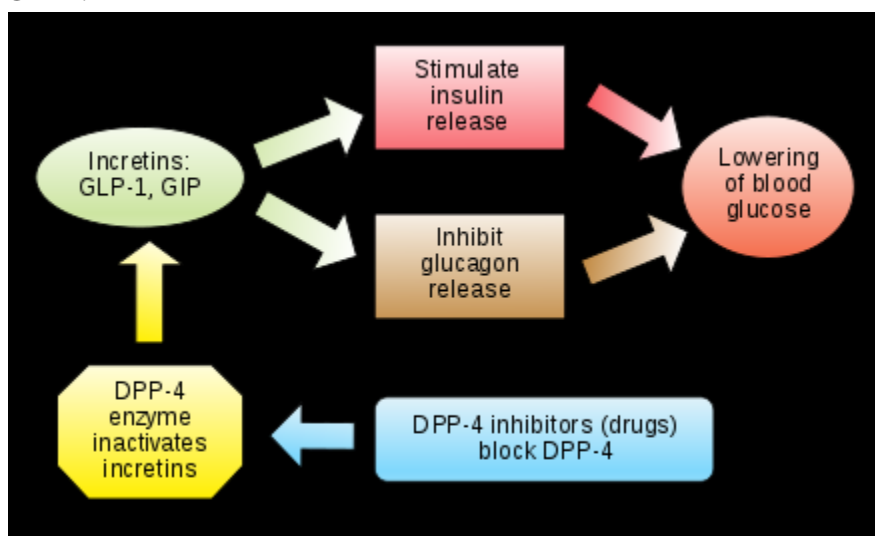 Stimulate
insulin
release
Incretins:
GLP-1, GIP
Lowering
of blood
glucose
Inhibit
glucagon
release
DPP-4
enzyme
inactivates
incretins
DPP-4 inhibitors (drugs)
block DPP-4